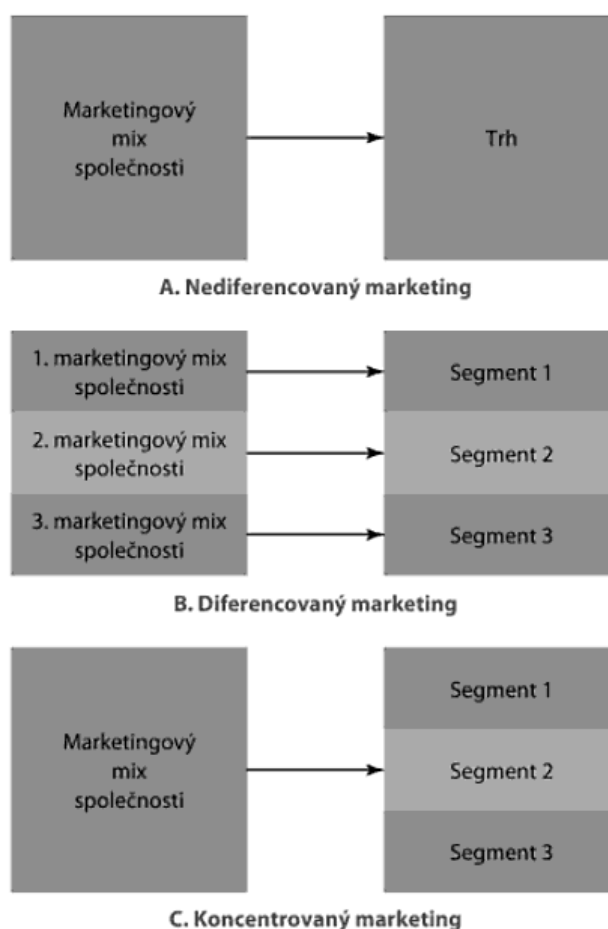 Marketingový
mix
společnosti
Trh
A. Nediferencovaný marketing
1. marketingový mix
společnosti
Segment 1
2. marketingový mix
společnosti
Segment 2
3. marketingový mix
společnosti
Segment 3
B. Diferencovaný marketing
Marketingový
mix
společnosti
Segment 1
Segment 2
Segment 3
C. Koncentrovaný marketing